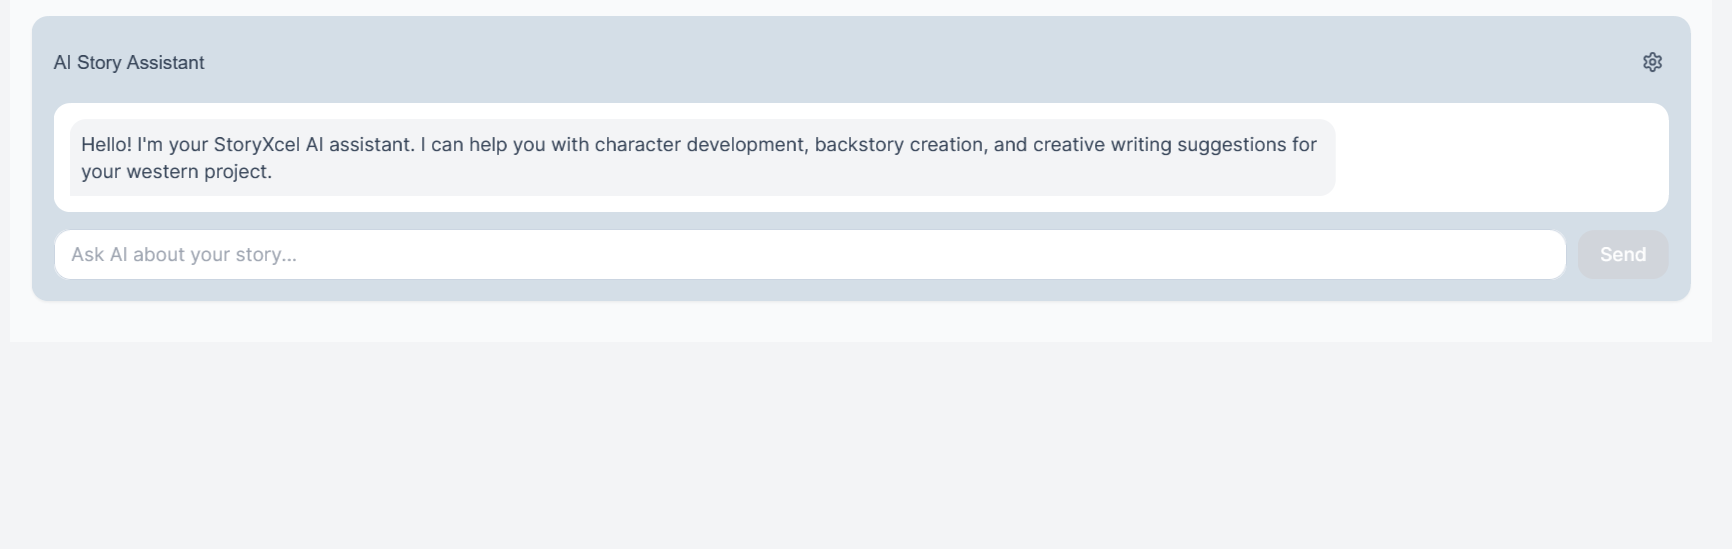 AI Story Assistant
Hello! I'm your StoryXcel AI assistant. I can help you with character development, backstory creation, and creative writing suggestions for
your western project.
Ask AI about your story...
Send